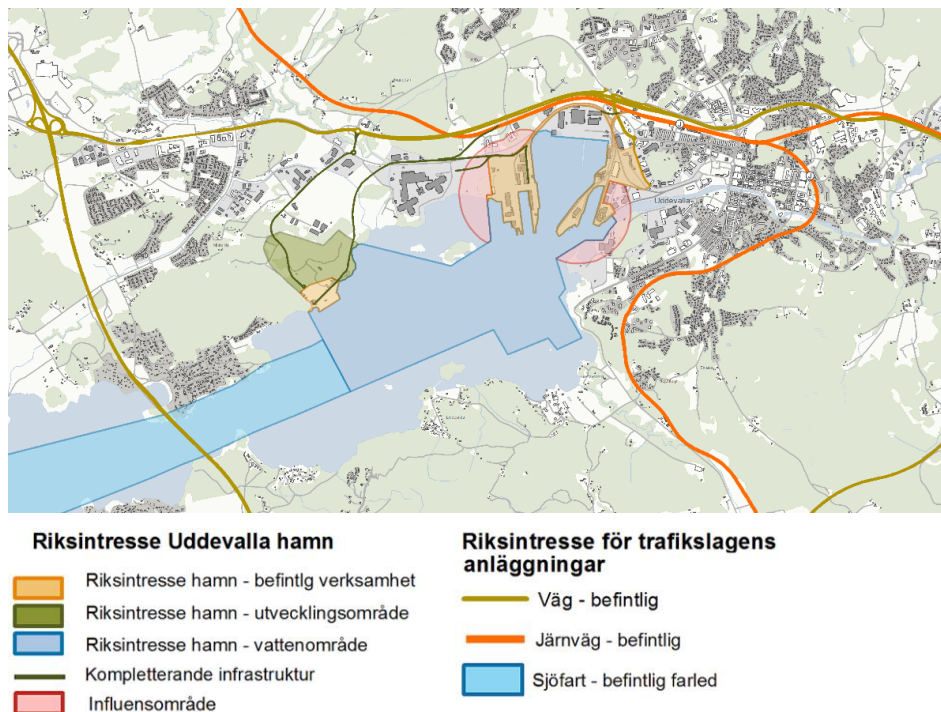 Uddevalla
Riksintresse Uddevalla hamn
Riksintresse hamn - befintlg verksamhet
Riksintresse hamn - utvecklingsområde
Riksintresse hamn - vattenområde
Kompletterande infrastruktur
Influensområde
Riksintresse för trafikslagens
anläggningar
Väg - befintlig
Järnväg - befintlig
Sjöfart - befintlig farled